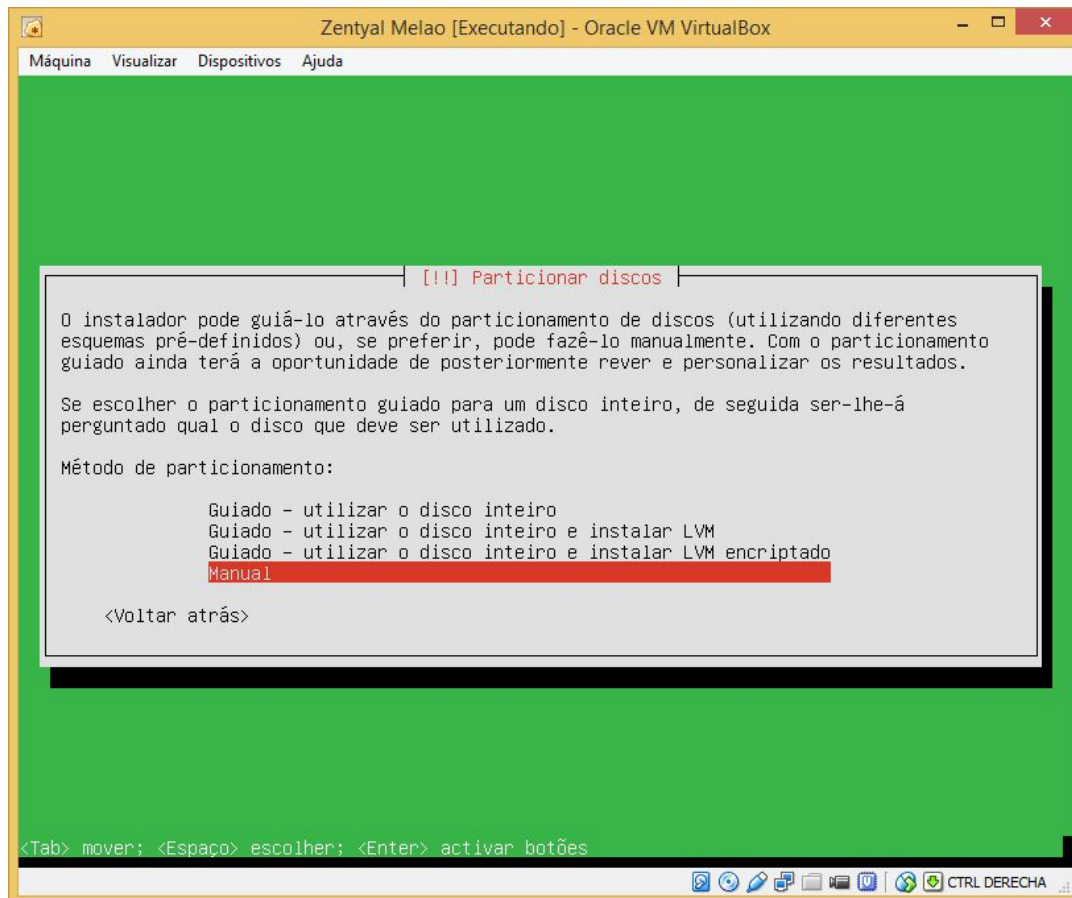 Zentyal Melao [Executando] - Oracle VM VirtualBox
Máquina Visualizar Dispositivos Ajuda
[!!] Particionar discos
O instalador pode guiá-lo através do particionamento de discos (utilizando diferentes
esquemas pré-definidos) ou, se preferir, pode fazê-lo manualmente. Com o particionamento
guiado ainda terá a oportunidade de posteriormente rever e personalizar os resultados.
Se escolher o particionamento guiado para um disco inteiro, de seguida ser-lhe-á
perguntado qual o disco que deve ser utilizado.
Método de particionamento:
Guiado - utilizar o disco inteiro
Guiado - utilizar o disco inteiro e instalar LVM
Guiado - utilizar o disco inteiro e instalar LVM encriptado
Manual
<Voltar atrás>
<Tab> mover; <Espaço> escolher; <Enter> activar botões
CTRL DERECHA